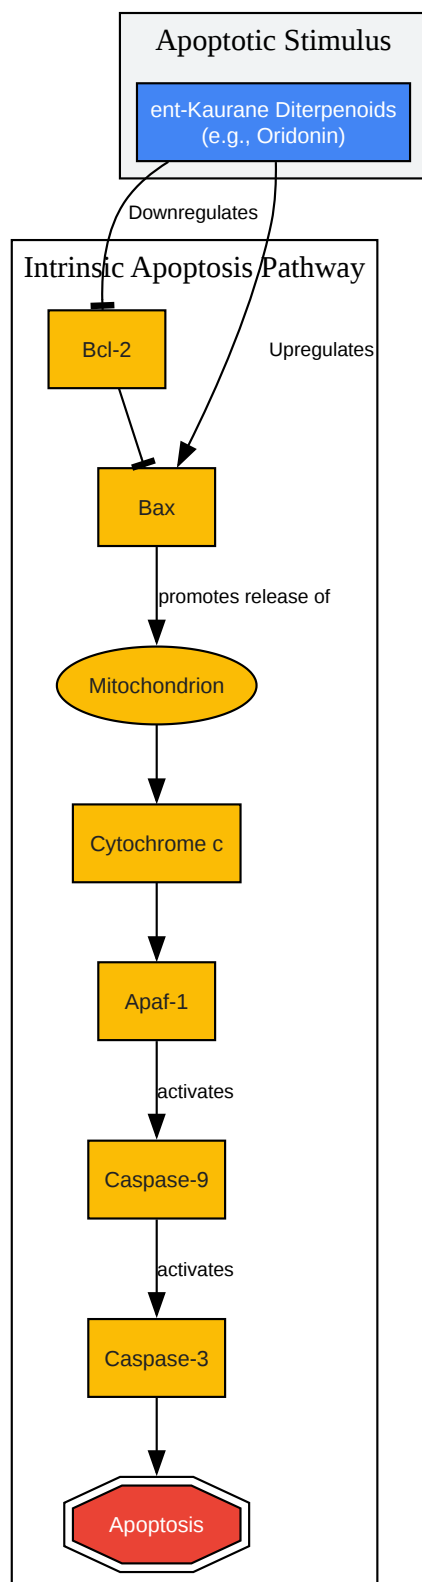 Apoptotic Stimulus
ent-Kaurane Diterpenoids
(e.g., Oridonin)
Downregulates
Intrinsic Apoptosis Pathway
Bcl-2
Upregulates
Bax
promotes release of
Mitochondrion
Cytochrome c
Apaf-1
activates
Caspase-9
activates
Caspase-3
Apoptosis